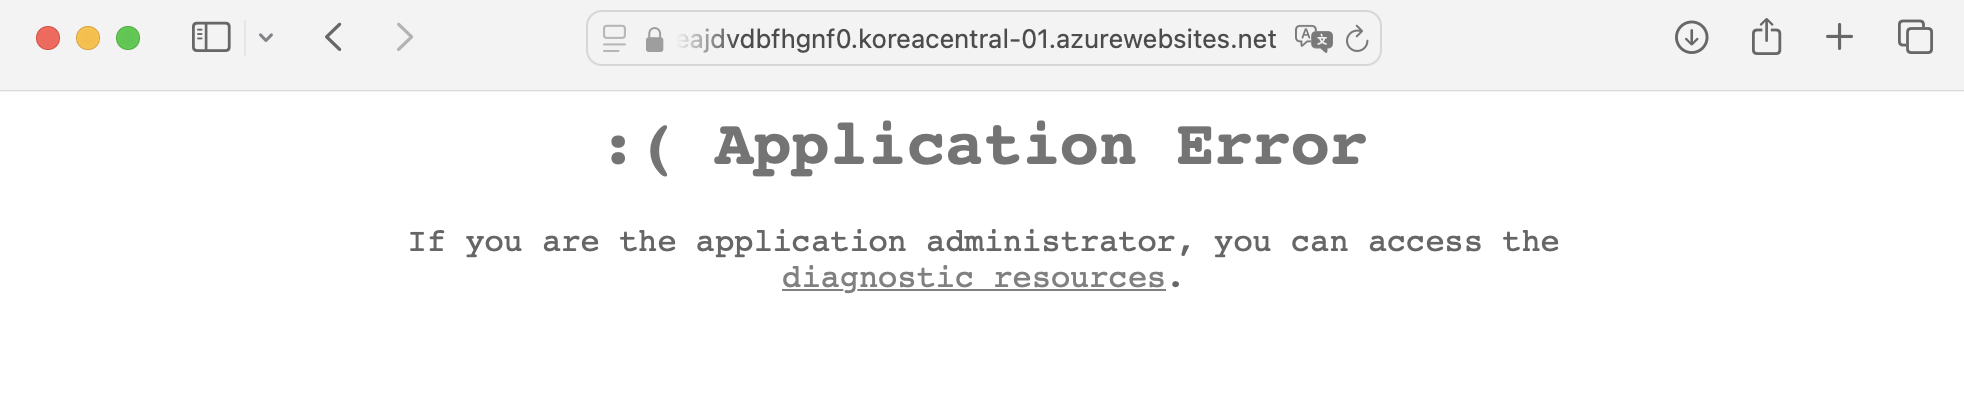 eajdvdbfhgnf0.koreacentral-01.azurewebsites.net
:( Application Error
If you are the application administrator, you can access the
diagnostic resources.